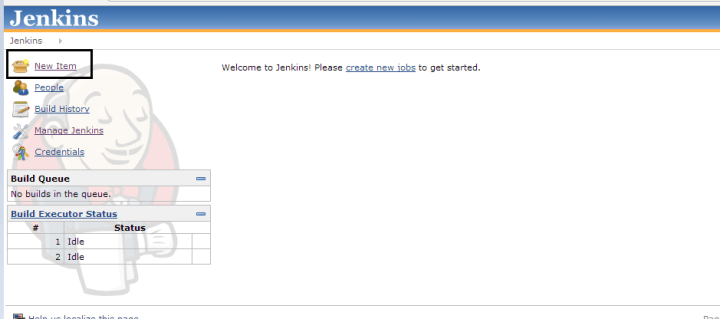 Jenkins
Jenkins
New Item
Welcome to Jenkins! Please create new jobs to get started.
People
Build History
Manage Jenkins
Credentials
Build Queue
No builds in the queue.
Build Executor Status
# Status
1 Idle
2 Idle
Help us localize this page